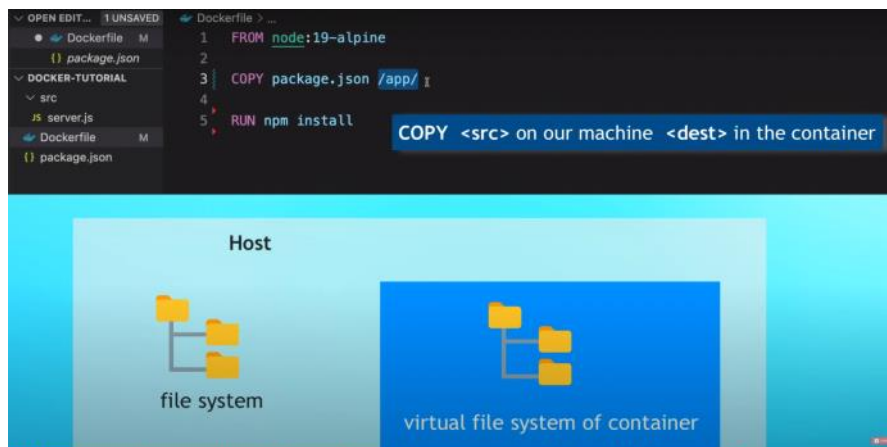 OPEN EDIT... 1 UNSAVED
Dockerfile M
{} package.json
DOCKER-TUTORIAL
src
JS server.js
Dockerfile M
{} package.json
Dockerfile > ...
1 FROM node:19-alpine
2
3 COPY package.json /app/
4
5 RUN npm install
COPY <src> on our machine <dest> in the container
Host
file system
virtual file system of container